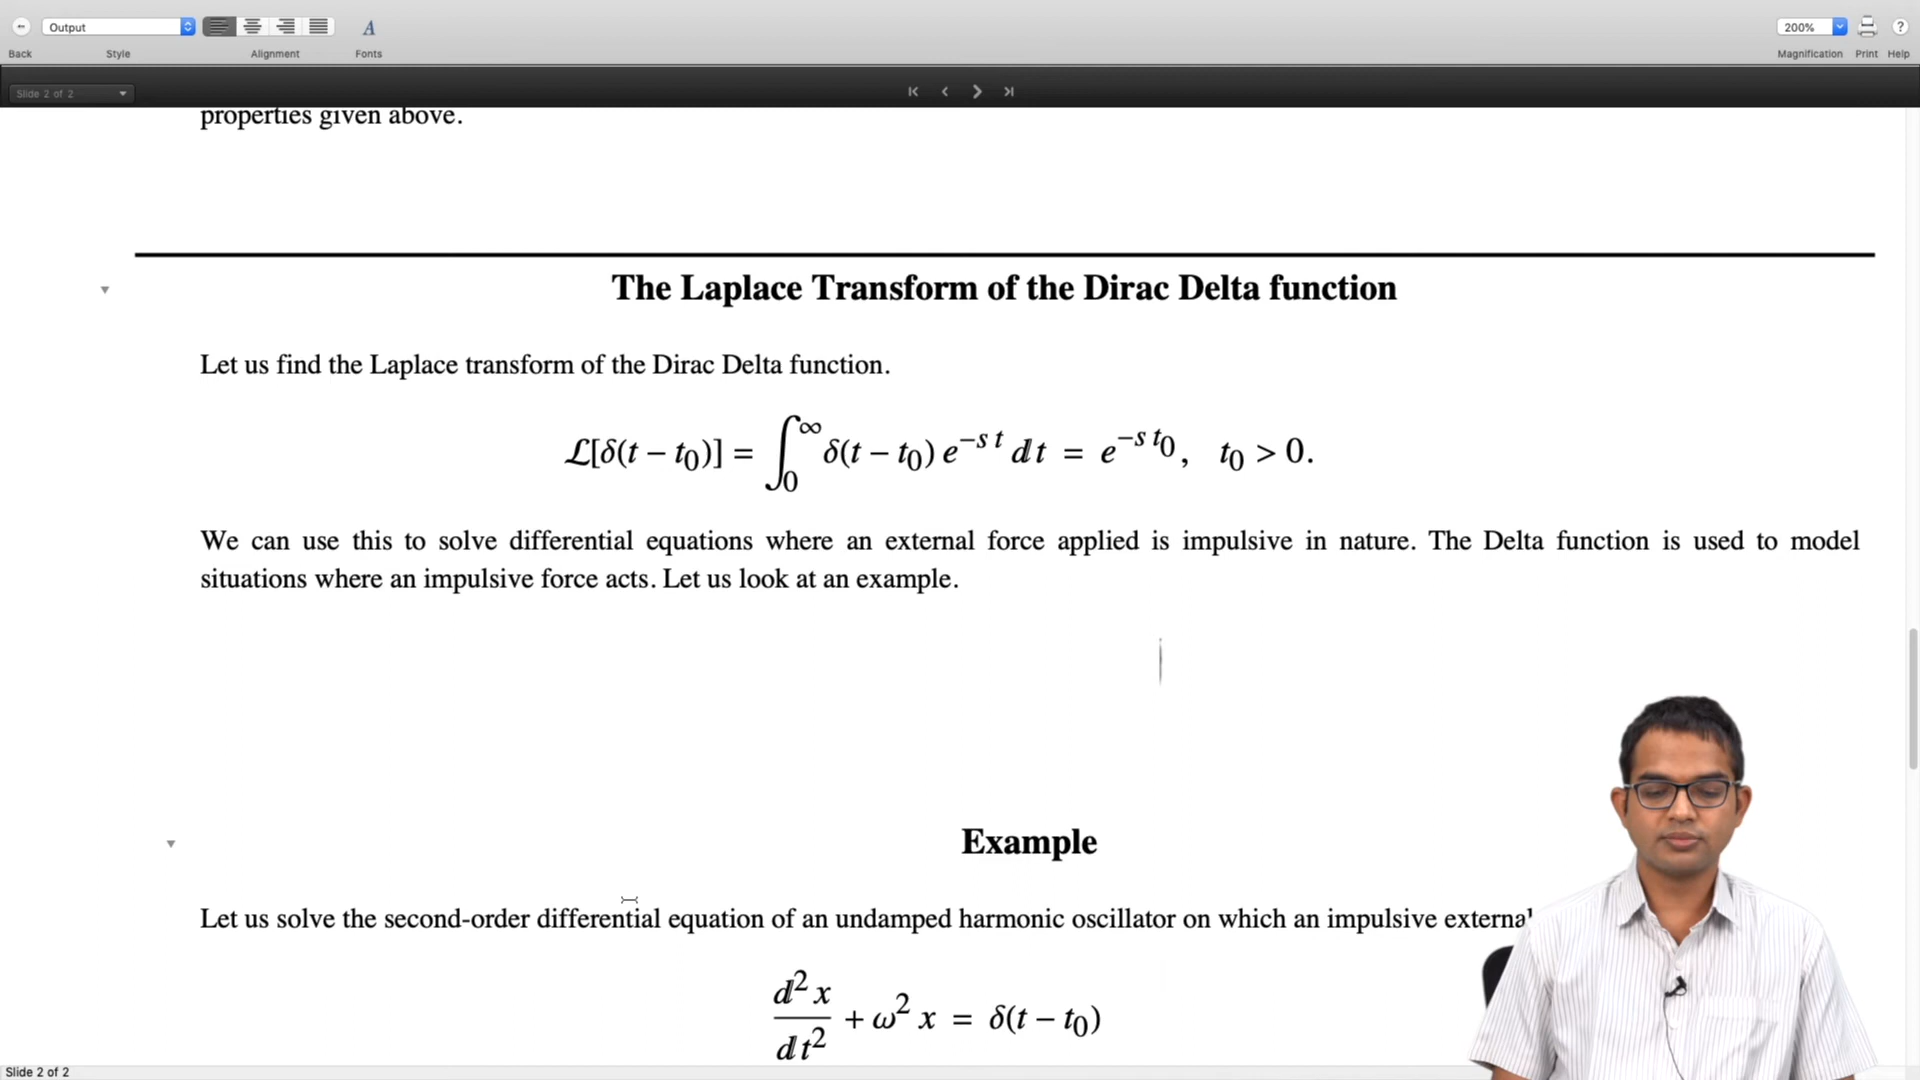 Output
200%
Back
Style
Alignment
Fonts
Magnification
Print
Help
Slide 2 of 2
properties given above.
The Laplace Transform of the Dirac Delta function
Let us find the Laplace transform of the Dirac Delta function.
ℒ[δ(t − t₀)] = ∫₀^∞ δ(t − t₀) e^{−s t} dt = e^{−s t₀}, t₀ > 0.
We can use this to solve differential equations where an external force applied is impulsive in nature. The Delta function is used to model
situations where an impulsive force acts. Let us look at an example.
Example
Let us solve the second-order differential equation of an undamped harmonic oscillator on which an impulsive
d² x / d t² + ω² x = δ(t − t₀)
Slide 2 of 2